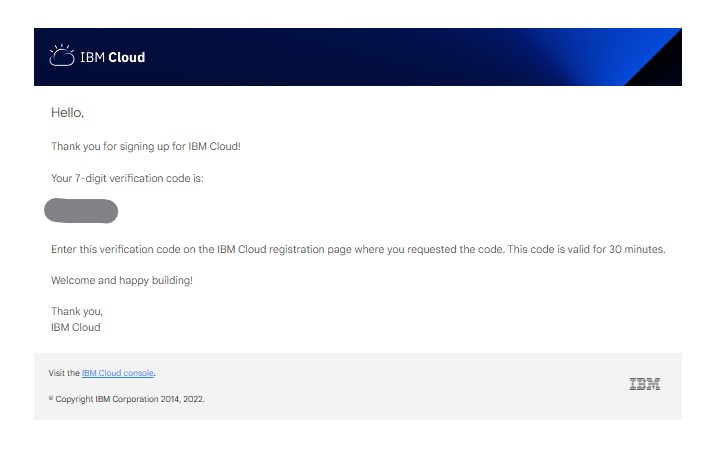 IBM Cloud
Hello,
Thank you for signing up for IBM Cloud!
Your 7-digit verification code is:
Enter this verification code on the IBM Cloud registration page where you requested the code. This code is valid for 30 minutes.
Welcome and happy building!
Thank you,
IBM Cloud
Visit the IBM Cloud console.
IBM
© Copyright IBM Corporation 2014, 2022.